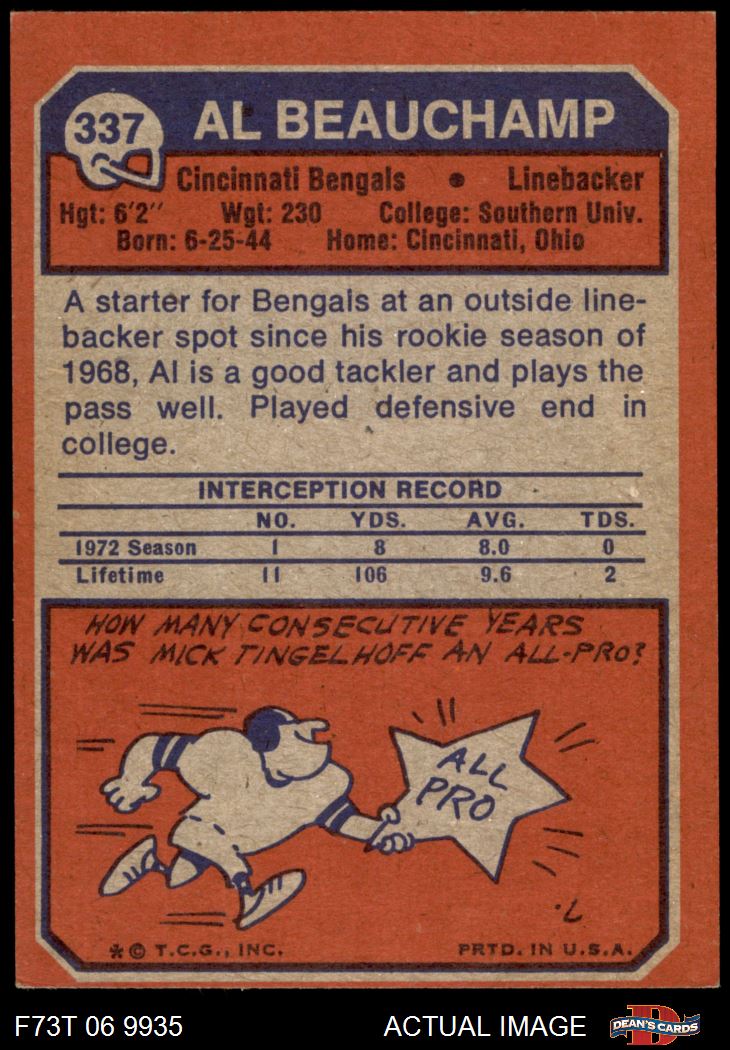 337
AL BEAUCHAMP
Cincinnati Bengals • Linebacker
Hgt: 6'2" Wgt: 230 College: Southern Univ.
Born: 6-25-44 Home: Cincinnati, Ohio
A starter for Bengals at an outside line-
backer spot since his rookie season of
1968, Al is a good tackler and plays the
pass well. Played defensive end in
college.
INTERCEPTION RECORD
NO. YDS. AVG. TDS.
1972 Season 1 8 8.0 0
Lifetime 11 106 9.6 2
HOW MANY CONSECUTIVE YEARS
WAS MICK TINGELHOFF AN ALL-PRO?
ALL
PRO
* © T.C.G., INC. PRTD. IN U.S.A.
F73T 06 9935 ACTUAL IMAGE
D
DEAN'S CARDS